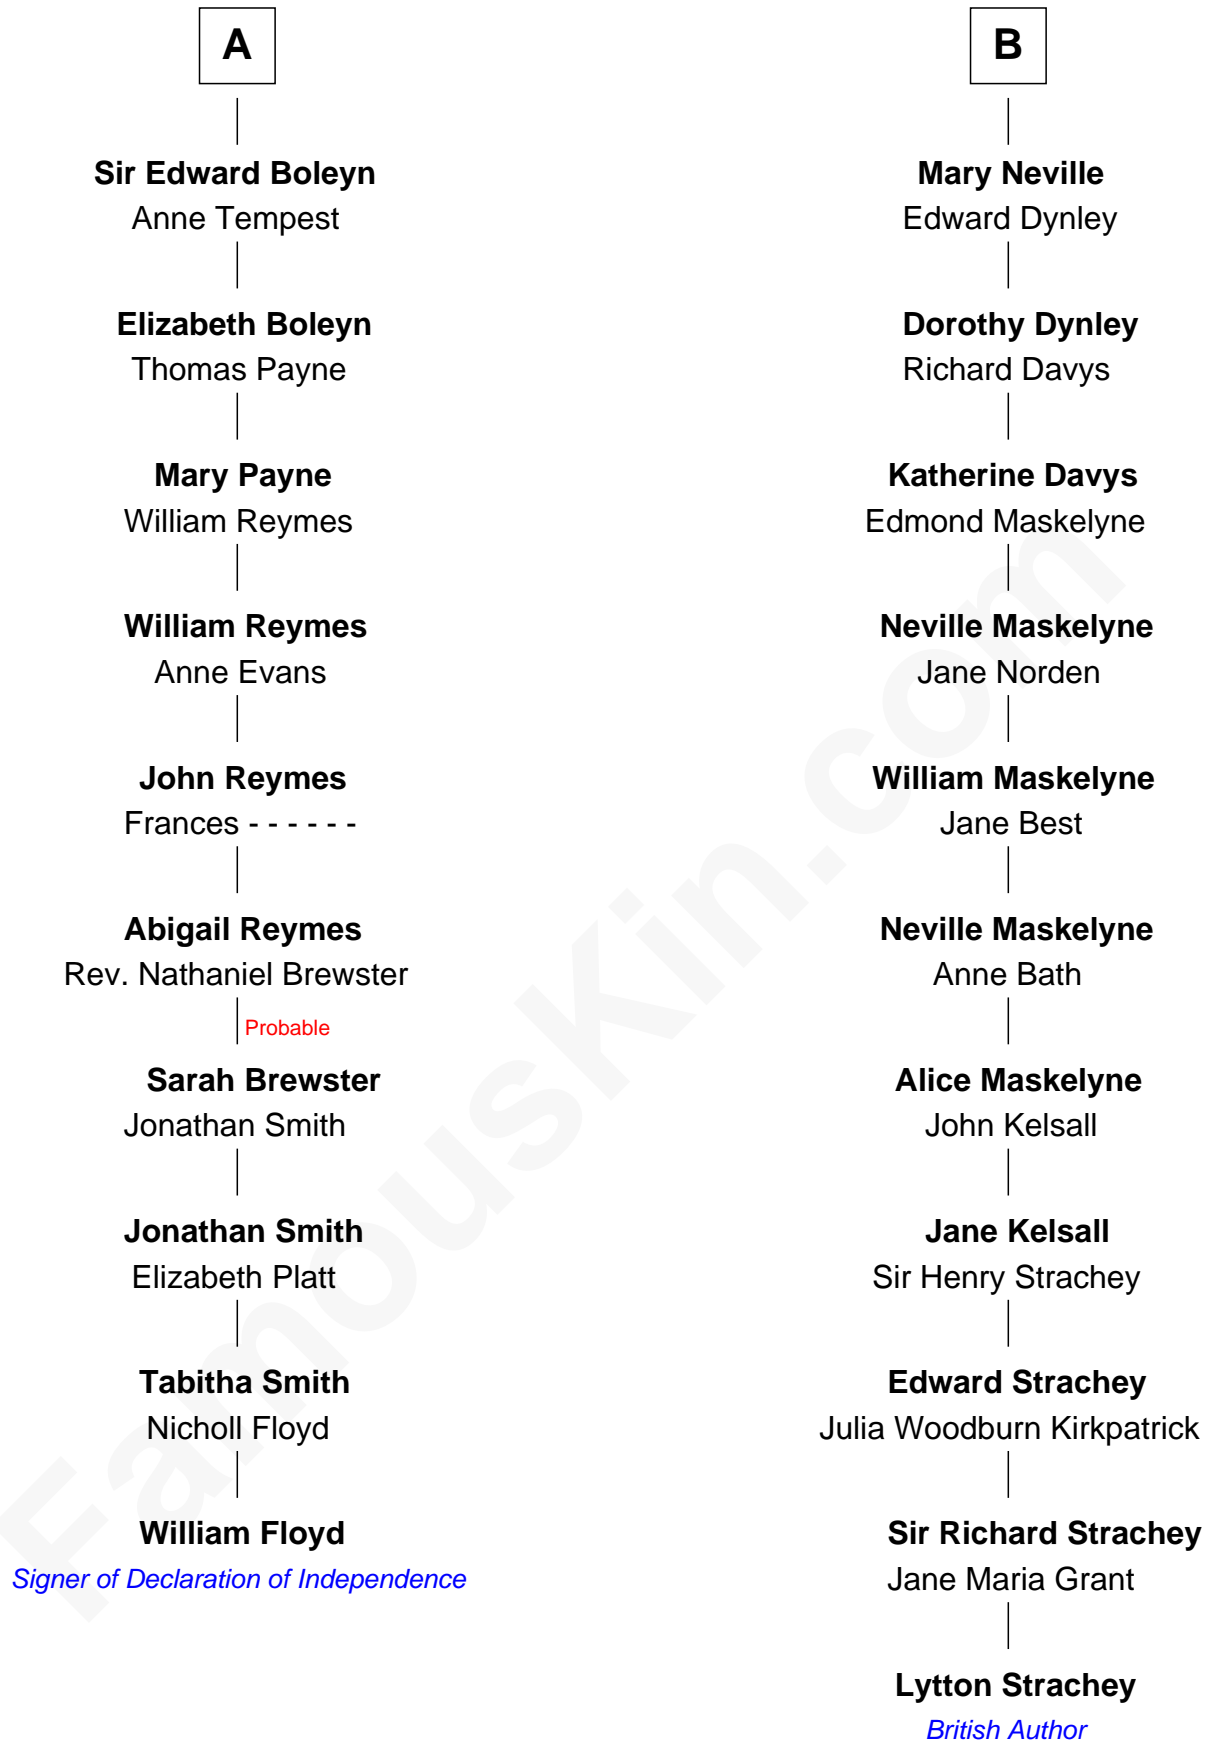 A
Sir Edward Boleyn
Anne Tempest
Elizabeth Boleyn
Thomas Payne
Mary Payne
William Reymes
William Reymes
Anne Evans
John Reymes
Frances - - - - - -
Abigail Reymes
Rev. Nathaniel Brewster
Probable
Sarah Brewster
Jonathan Smith
Jonathan Smith
Elizabeth Platt
Tabitha Smith
Nicholl Floyd
William Floyd
Signer of Declaration of Independence
B
Mary Neville
Edward Dynley
Dorothy Dynley
Richard Davys
Katherine Davys
Edmond Maskelyne
Neville Maskelyne
Jane Norden
William Maskelyne
Jane Best
Neville Maskelyne
Anne Bath
Alice Maskelyne
John Kelsall
Jane Kelsall
Sir Henry Strachey
Edward Strachey
Julia Woodburn Kirkpatrick
Sir Richard Strachey
Jane Maria Grant
Lytton Strachey
British Author
FamousKin.com